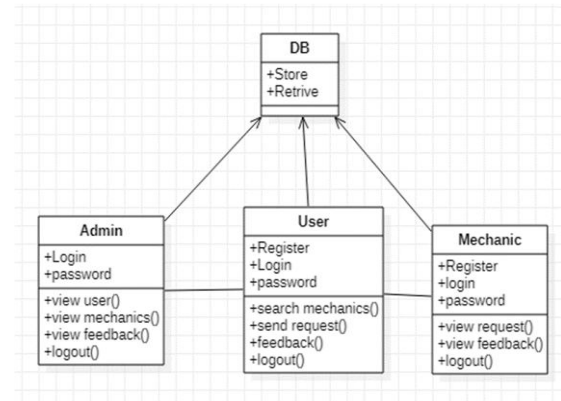 DB
+Store
+Retrive
Admin
+Login
+password
+view user()
+view mechanics()
+view feedback()
+logout()
User
+Register
+Login
+password
+search mechanics()
+send request()
+feedback()
+logout()
Mechanic
+Register
+login
+password
+view request()
+view feedback()
+logout()